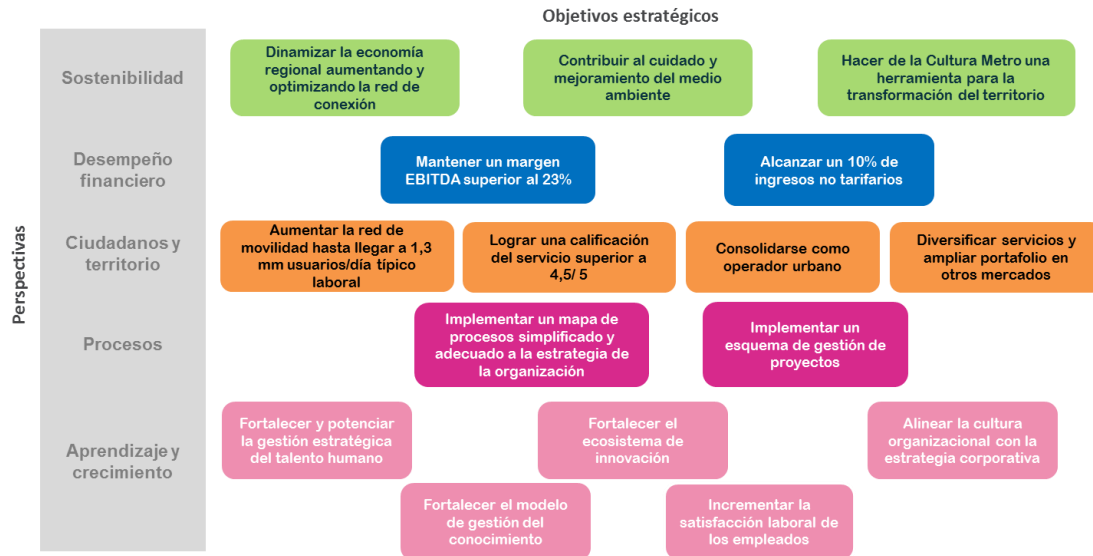 Objetivos estratégicos
Perspectivas
Sostenibilidad
Dinamizar la economía
regional aumentando y
optimizando la red de
conexión
Contribuir al cuidado y
mejoramiento del medio
ambiente
Hacer de la Cultura Metro una
herramienta para la
transformación del territorio
Desempeño
financiero
Mantener un margen
EBITDA superior al 23%
Alcanzar un 10% de
ingresos no tarifarios
Ciudadanos y
territorio
Aumentar la red de
movilidad hasta llegar a 1,3
mm usuarios/día típico
laboral
Lograr una calificación
del servicio superior a
4,5/ 5
Consolidarse como
operador urbano
Diversificar servicios y
ampliar portafolio en
otros mercados
Procesos
Implementar un mapa de
procesos simplificado y
adecuado a la estrategia de
la organización
Implementar un
esquema de gestión de
proyectos
Aprendizaje y
crecimiento
Fortalecer y potenciar
la gestión estratégica
del talento humano
Fortalecer el
ecosistema de
innovación
Alinear la cultura
organizacional con la
estrategia corporativa
Fortalecer el modelo
de gestión del
conocimiento
Incrementar la
satisfacción laboral de
los empleados